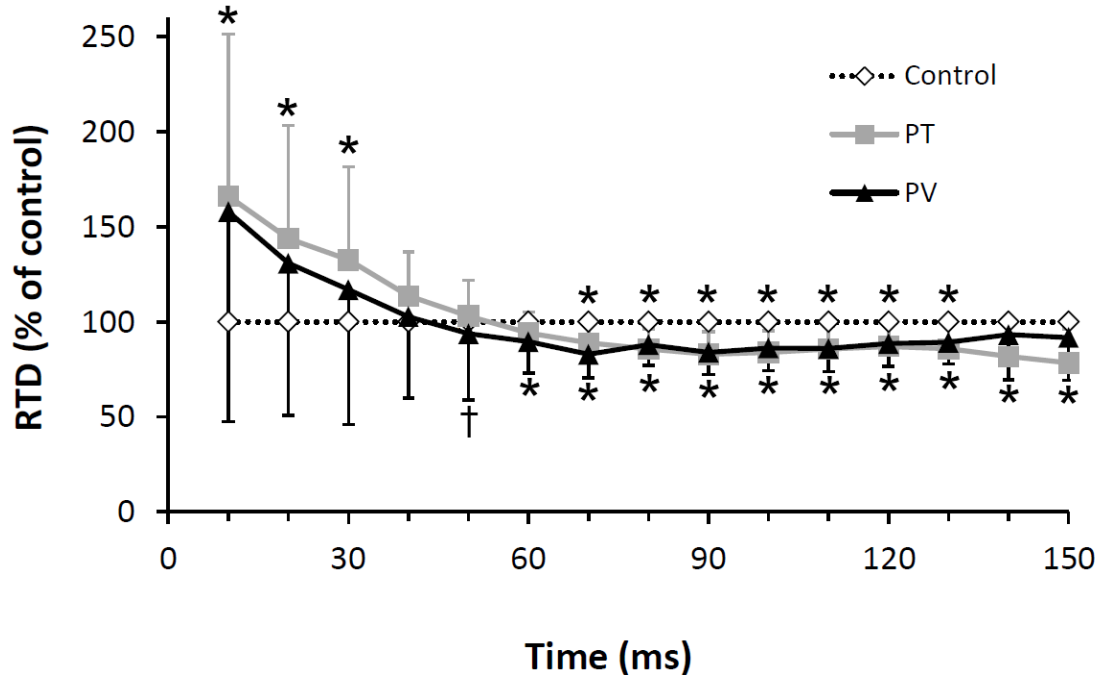 RTD (% of control)
250
200
150
100
50
0
* * *
Control
PT
PV
* * * * * * *
† * * * * * * * * * *
0 30 60 90 120 150
Time (ms)